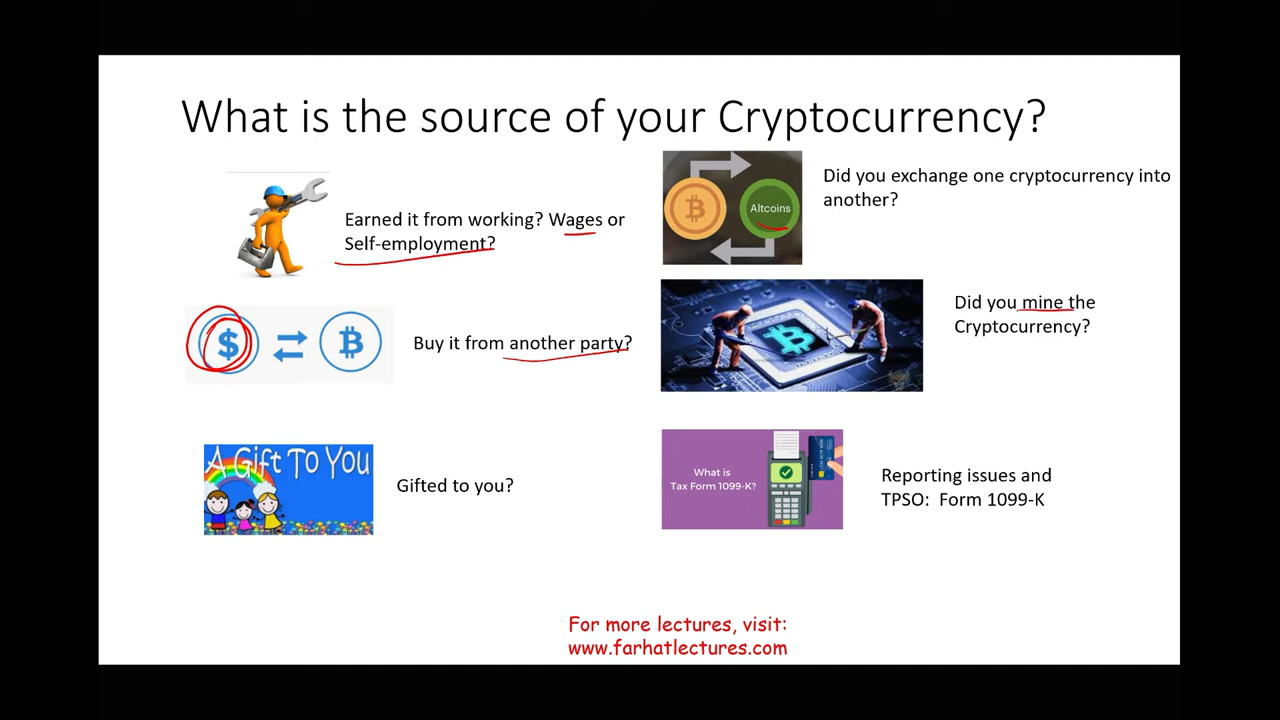 What is the source of your Cryptocurrency?
Earned it from working? Wages or
Self-employment?
Buy it from another party?
A Gift To You
Gifted to you?
Altcoins
Did you exchange one cryptocurrency into
another?
Did you mine the
Cryptocurrency?
What is
Tax Form 1099-K?
Reporting issues and
TPSO: Form 1099-K
For more lectures, visit:
www.farhatlectures.com